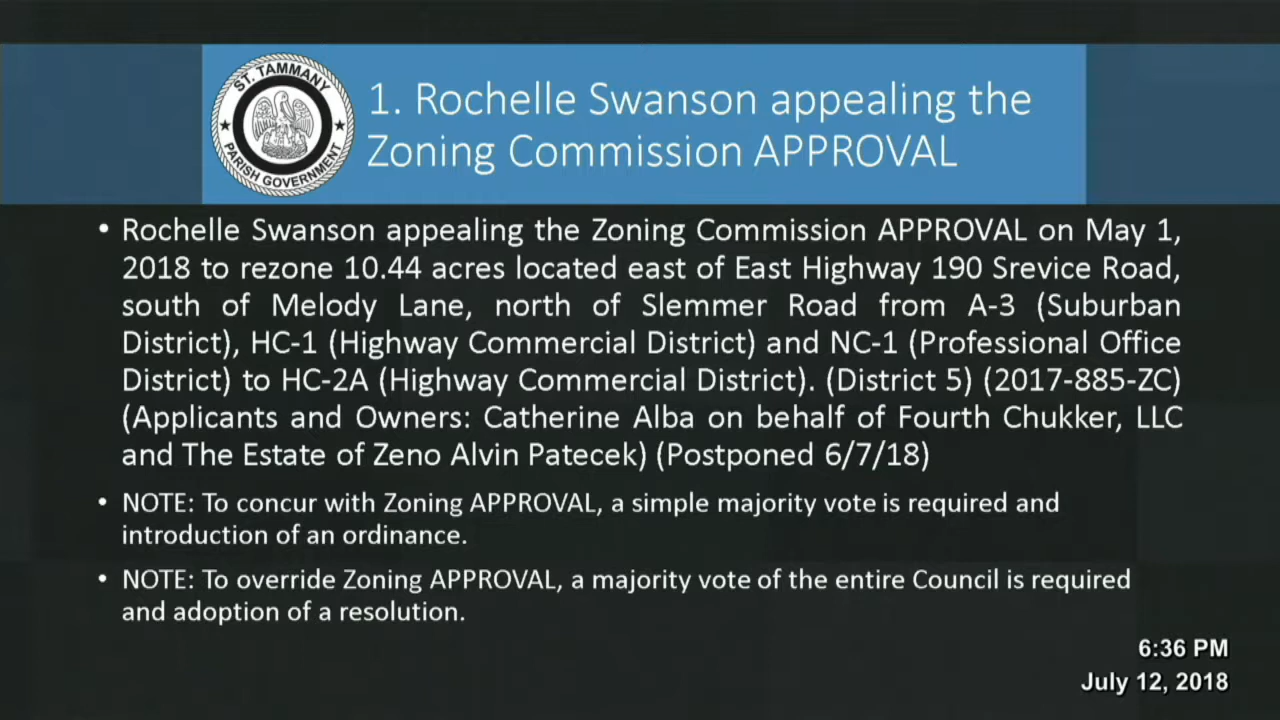 ST. TAMMANY
PARISH GOVERNMENT
1. Rochelle Swanson appealing the
Zoning Commission APPROVAL
• Rochelle Swanson appealing the Zoning Commission APPROVAL on May 1,
2018 to rezone 10.44 acres located east of East Highway 190 Srevice Road,
south of Melody Lane, north of Slemmer Road from A-3 (Suburban
District), HC-1 (Highway Commercial District) and NC-1 (Professional Office
District) to HC-2A (Highway Commercial District). (District 5) (2017-885-ZC)
(Applicants and Owners: Catherine Alba on behalf of Fourth Chukker, LLC
and The Estate of Zeno Alvin Patecek) (Postponed 6/7/18)
• NOTE: To concur with Zoning APPROVAL, a simple majority vote is required and
introduction of an ordinance.
• NOTE: To override Zoning APPROVAL, a majority vote of the entire Council is required
and adoption of a resolution.
6:36 PM
July 12, 2018